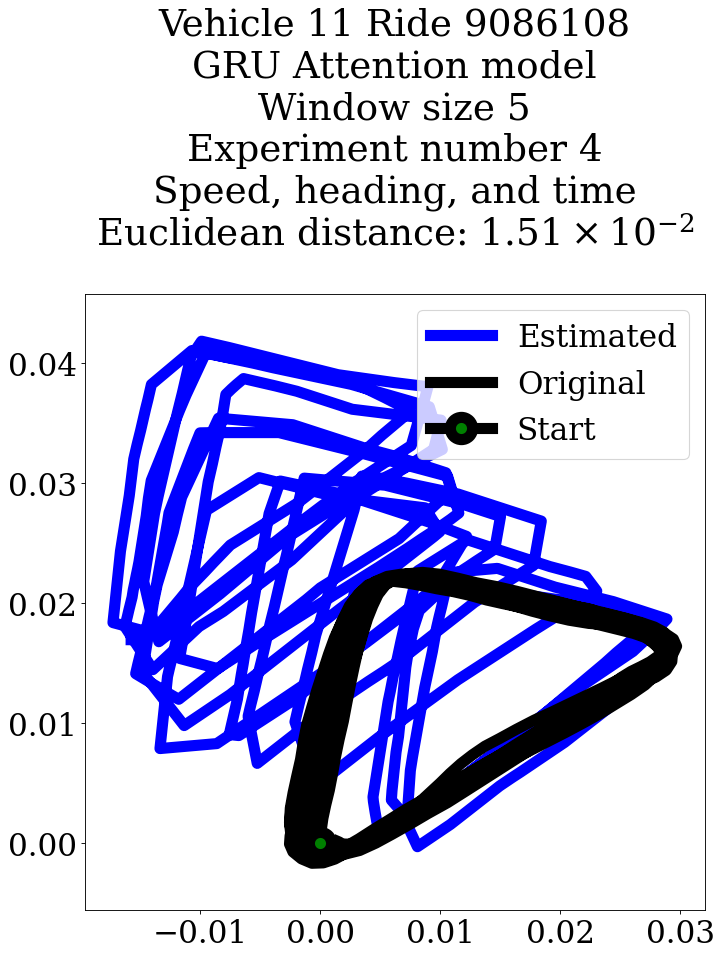 Vehicle 11 Ride 9086108
GRU Attention model
Window size 5
Experiment number 4
Speed, heading, and time
Euclidean distance: 1.51 × 10⁻²
Estimated
Original
Start
0.04
0.03
0.02
0.01
0.00
−0.01 0.00 0.01 0.02 0.03